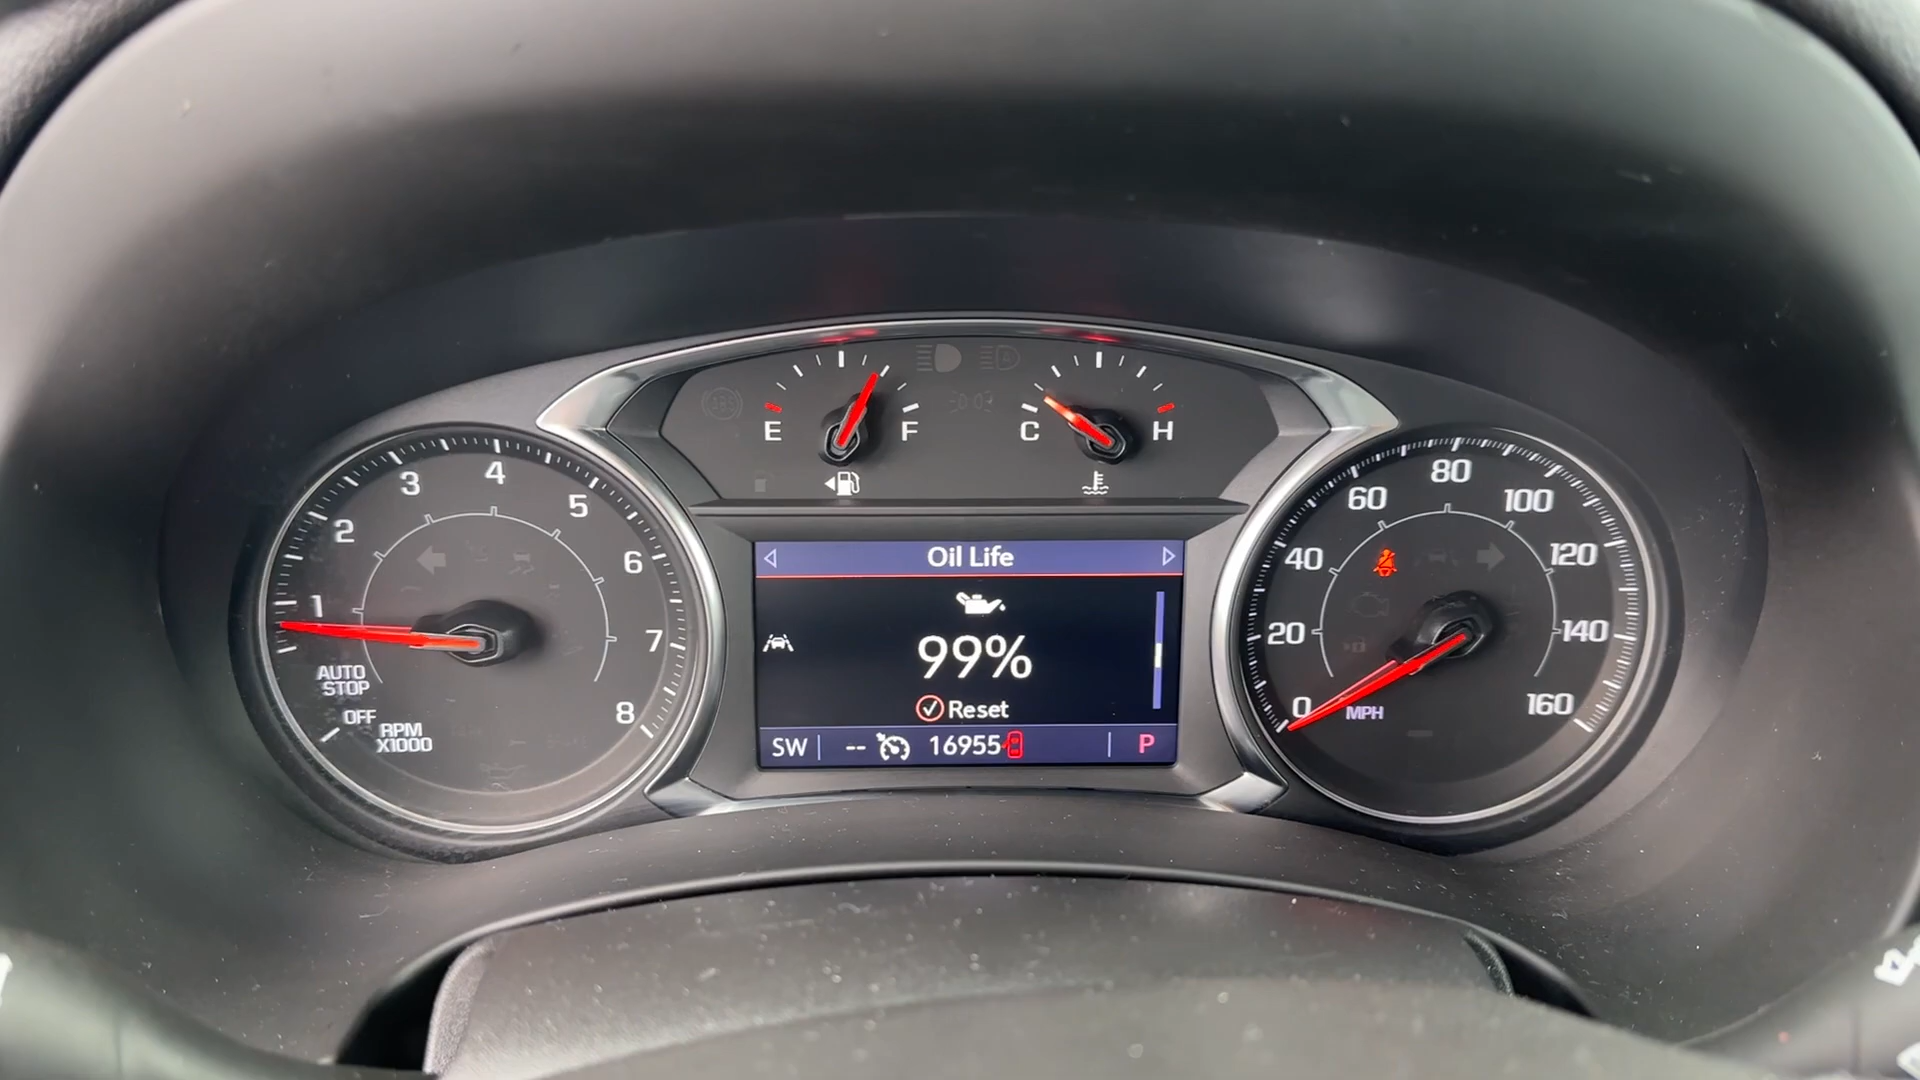 E F
C H
1 2 3 4 5 6 7 8
AUTO
STOP
OFF
RPM
X1000
Oil Life
99%
Reset
SW -- 16955 P
0 20 40 60 80 100 120 140 160
MPH